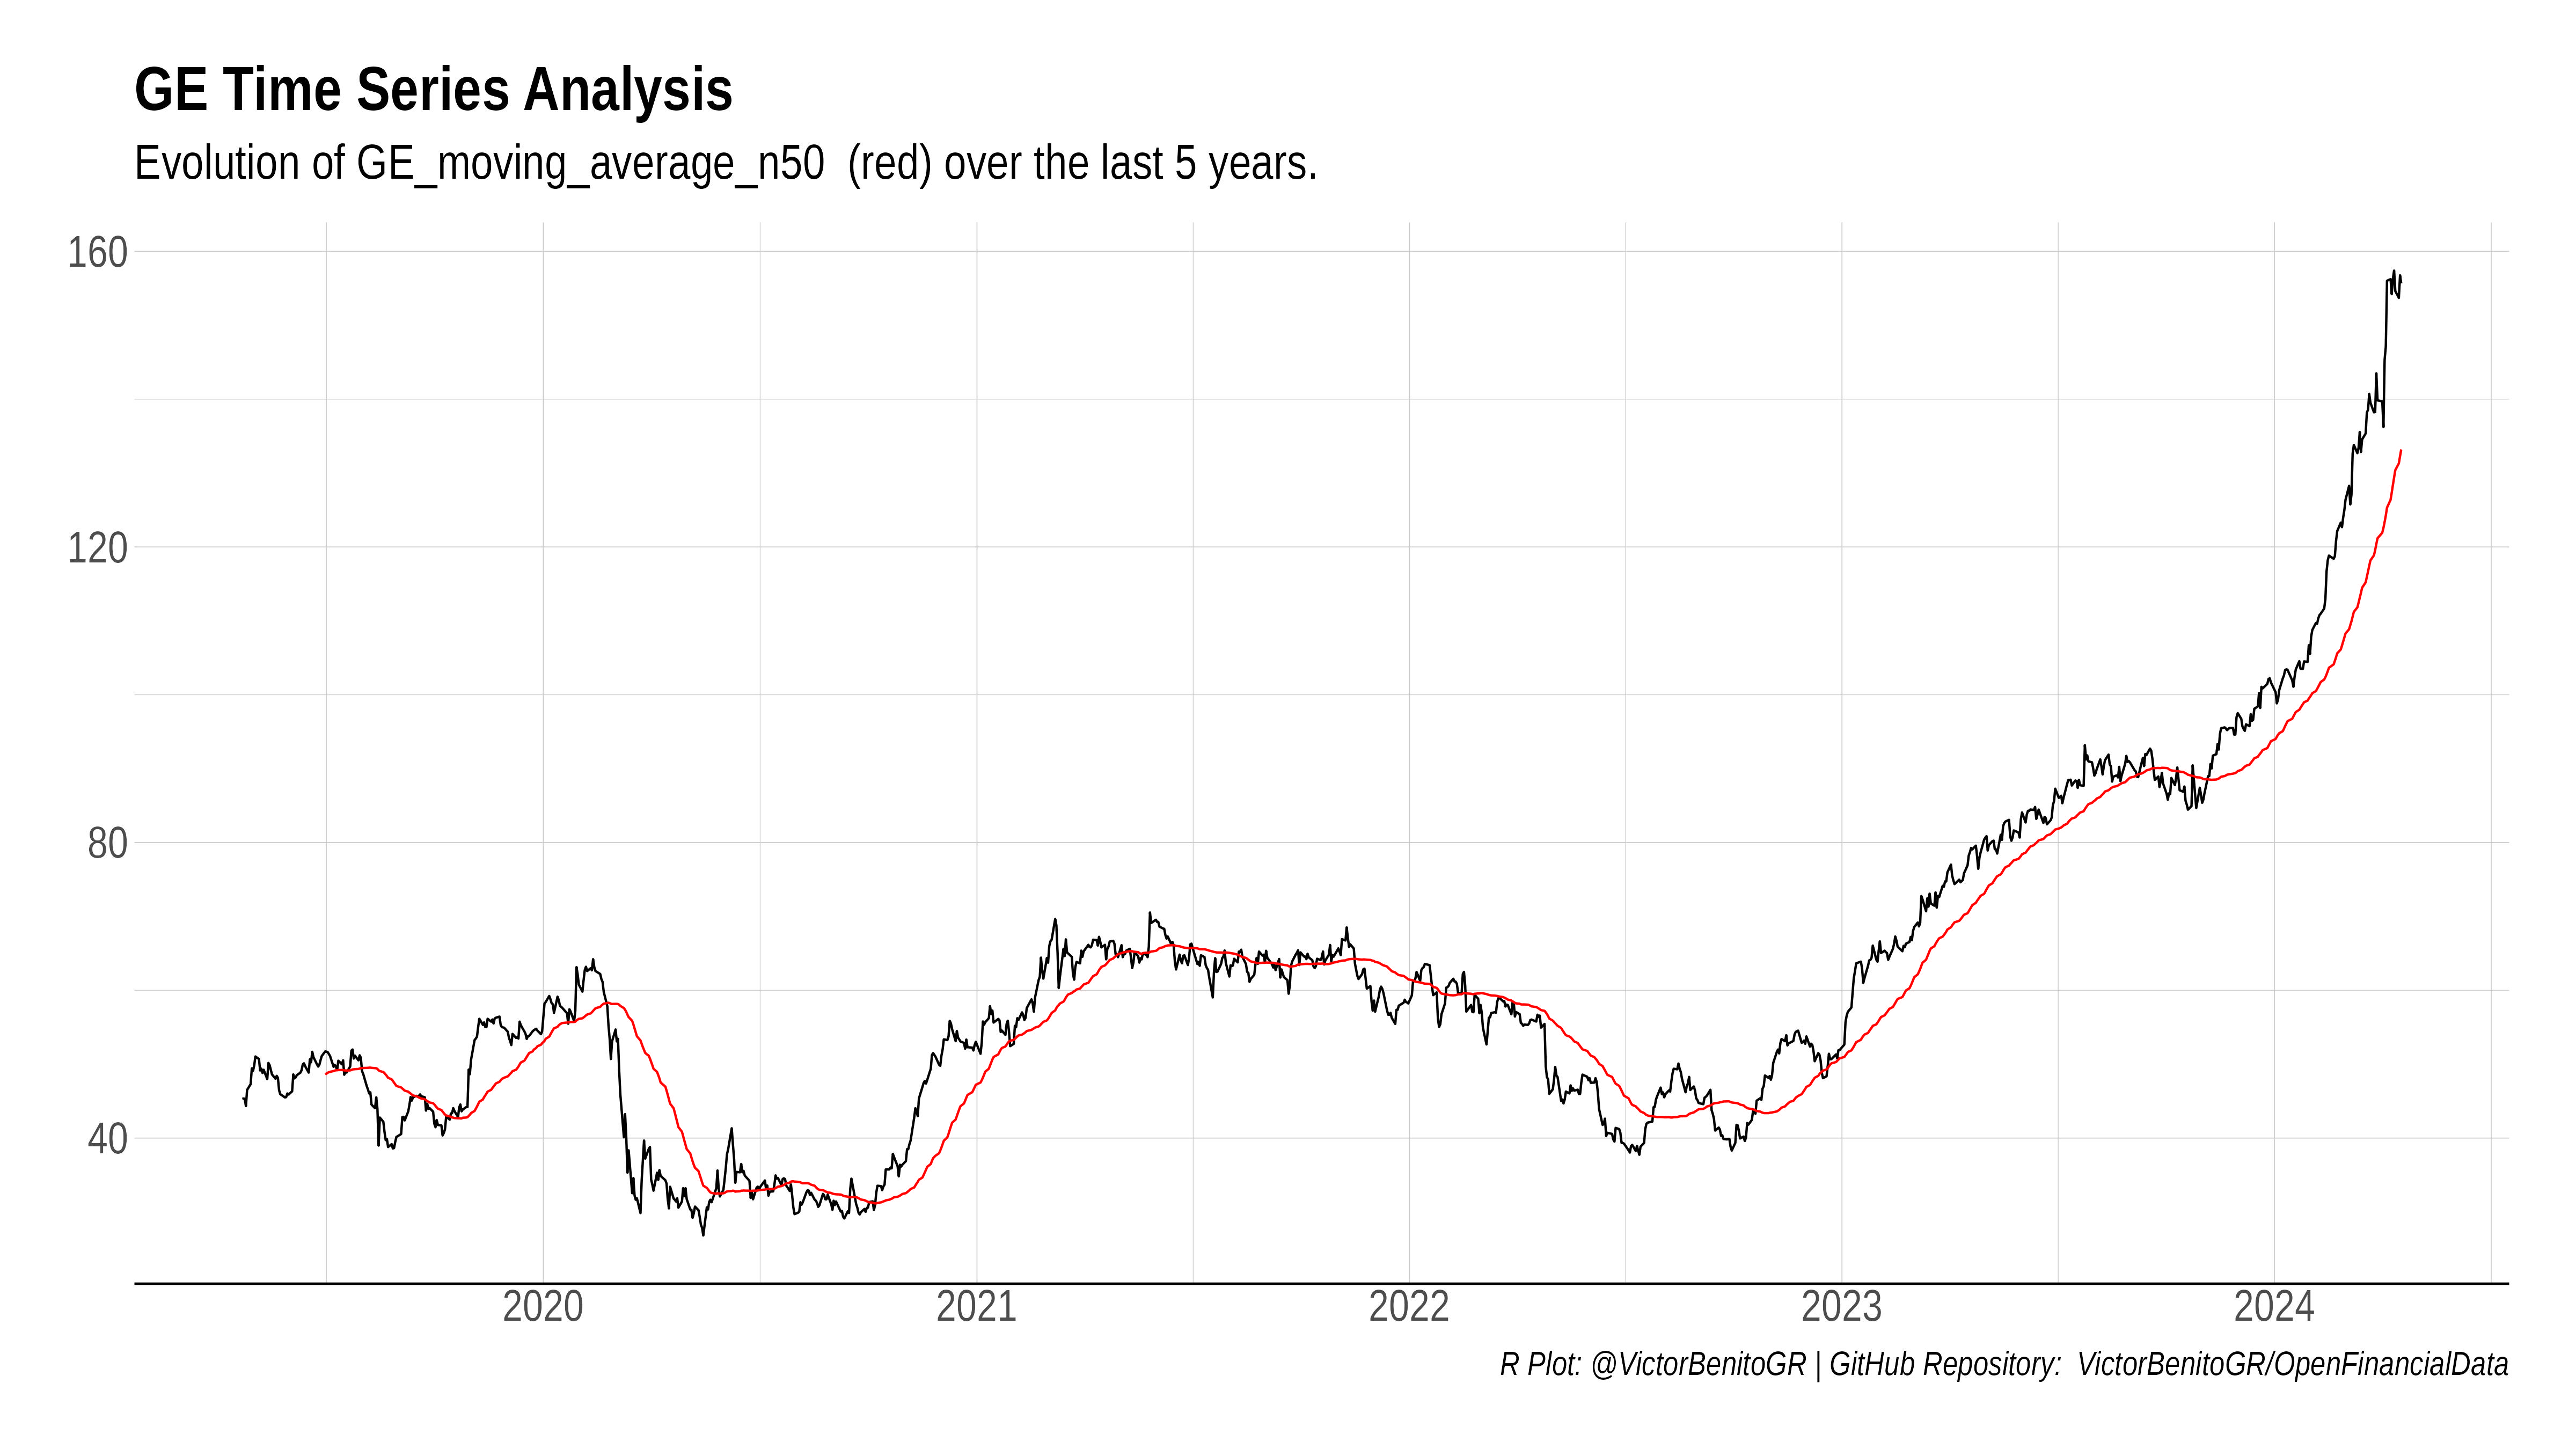 GE Time Series Analysis
Evolution of GE_moving_average_n50  (red) over the last 5 years.
160
120
80
40
2020 2021 2022 2023 2024
R Plot: @VictorBenitoGR | GitHub Repository:  VictorBenitoGR/OpenFinancialData